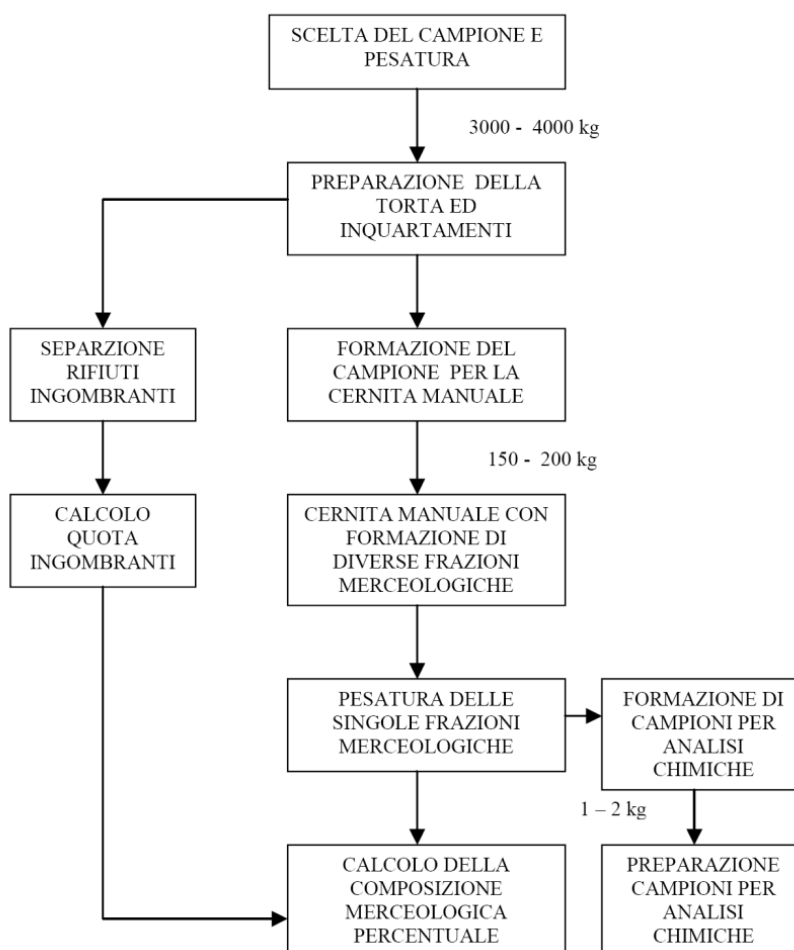 SCELTA DEL CAMPIONE E
PESATURA
3000 - 4000 kg
PREPARAZIONE DELLA
TORTA ED
INQUARTAMENTI
SEPARZIONE
RIFIUTI
INGOMBRANTI
FORMAZIONE DEL
CAMPIONE PER LA
CERNITA MANUALE
150 - 200 kg
CALCOLO
QUOTA
INGOMBRANTI
CERNITA MANUALE CON
FORMAZIONE DI
DIVERSE FRAZIONI
MERCEOLOGICHE
PESATURA DELLE
SINGOLE FRAZIONI
MERCEOLOGICHE
FORMAZIONE DI
CAMPIONI PER
ANALISI
CHIMICHE
1 – 2 kg
CALCOLO DELLA
COMPOSIZIONE
MERCEOLOGICA
PERCENTUALE
PREPARAZIONE
CAMPIONI PER
ANALISI
CHIMICHE